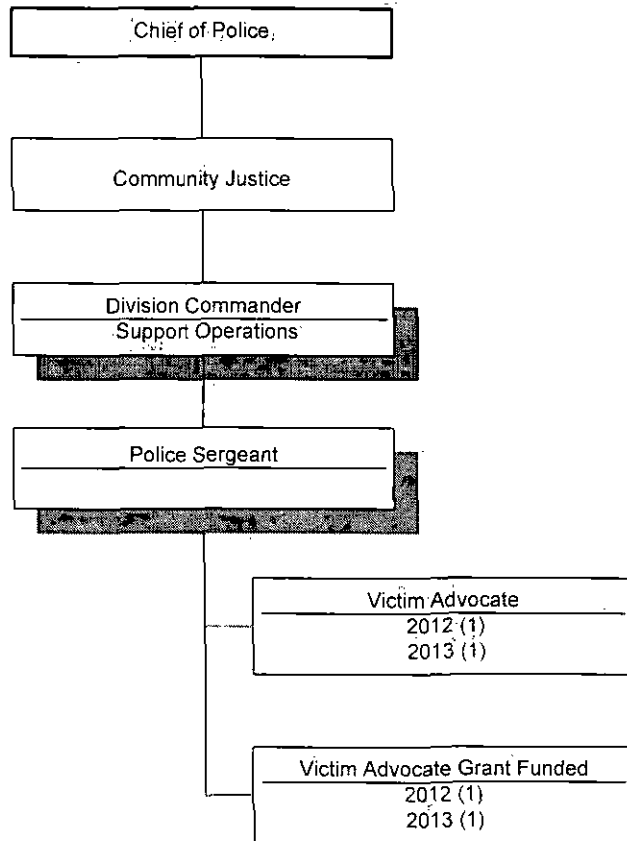 Chief of Police
Community Justice
Division Commander
Support Operations
Police Sergeant
Victim Advocate
2012 (1)
2013 (1)
Victim Advocate Grant Funded
2012 (1)
2013 (1)